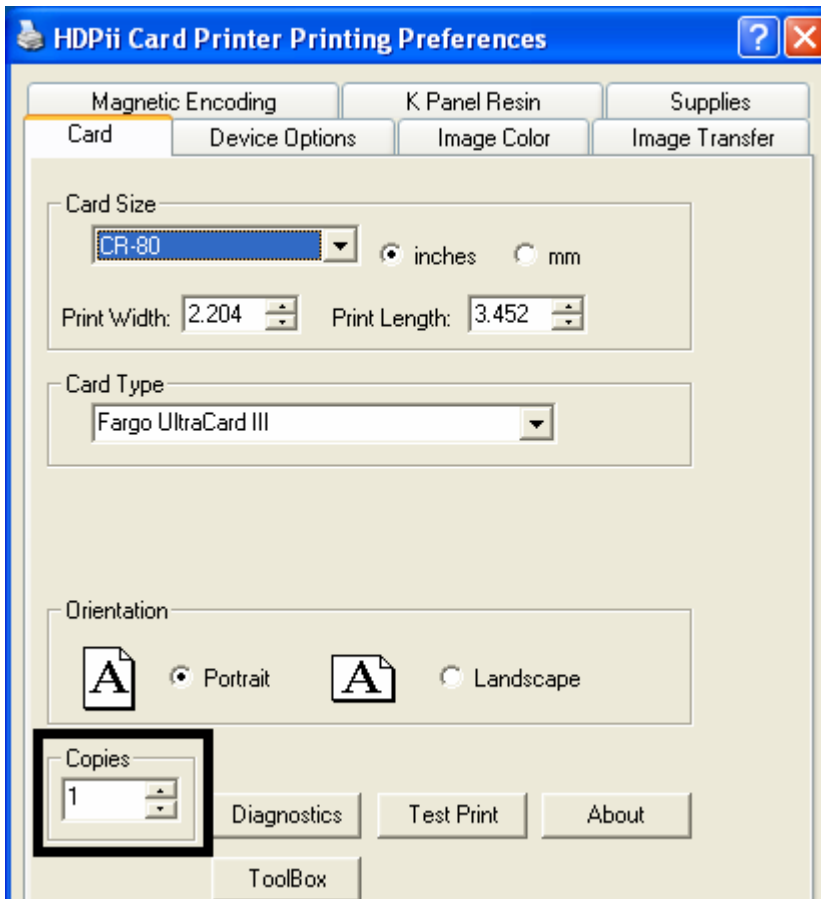 HDPii Card Printer Printing Preferences
Magnetic Encoding K Panel Resin Supplies
Card Device Options Image Color Image Transfer
Card Size
CR-80 inches mm
Print Width: 2.204 Print Length: 3.452
Card Type
Fargo UltraCard III
Orientation
A Portrait A Landscape
Copies
1
Diagnostics Test Print About
ToolBox